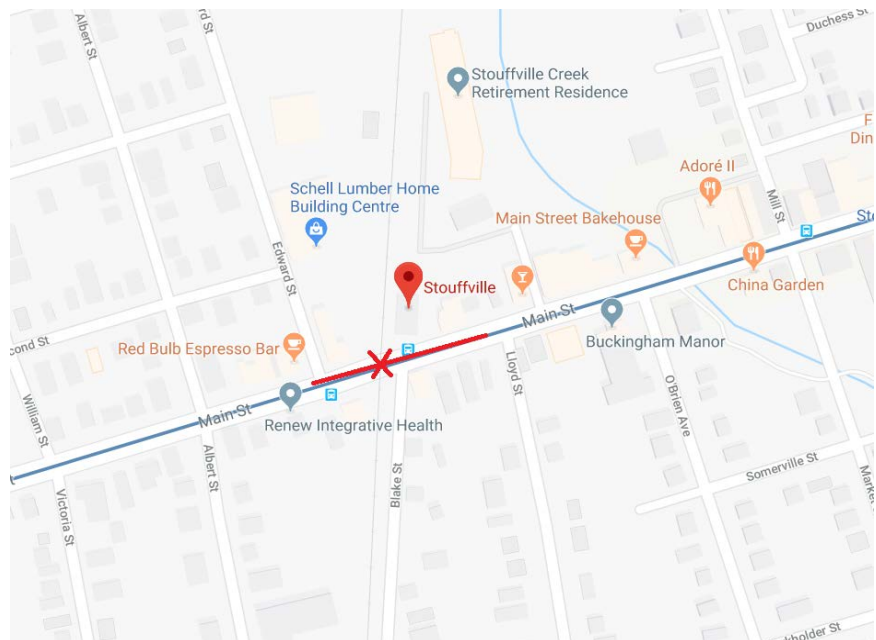 Albert St
rd St
Duchess St
Stouffville Creek
Retirement Residence
F
Din
Adoré II
Schell Lumber Home
Building Centre
Mill St
Main Street Bakehouse
Sto
Edward St
Stouffville
China Garden
Main St
cond St
Red Bulb Espresso Bar
Buckingham Manor
Lloyd St
O'Brien Ave
William St
Main St
Renew Integrative Health
Albert St
Somerville St
Blake St
Victoria St
Market
kholder St